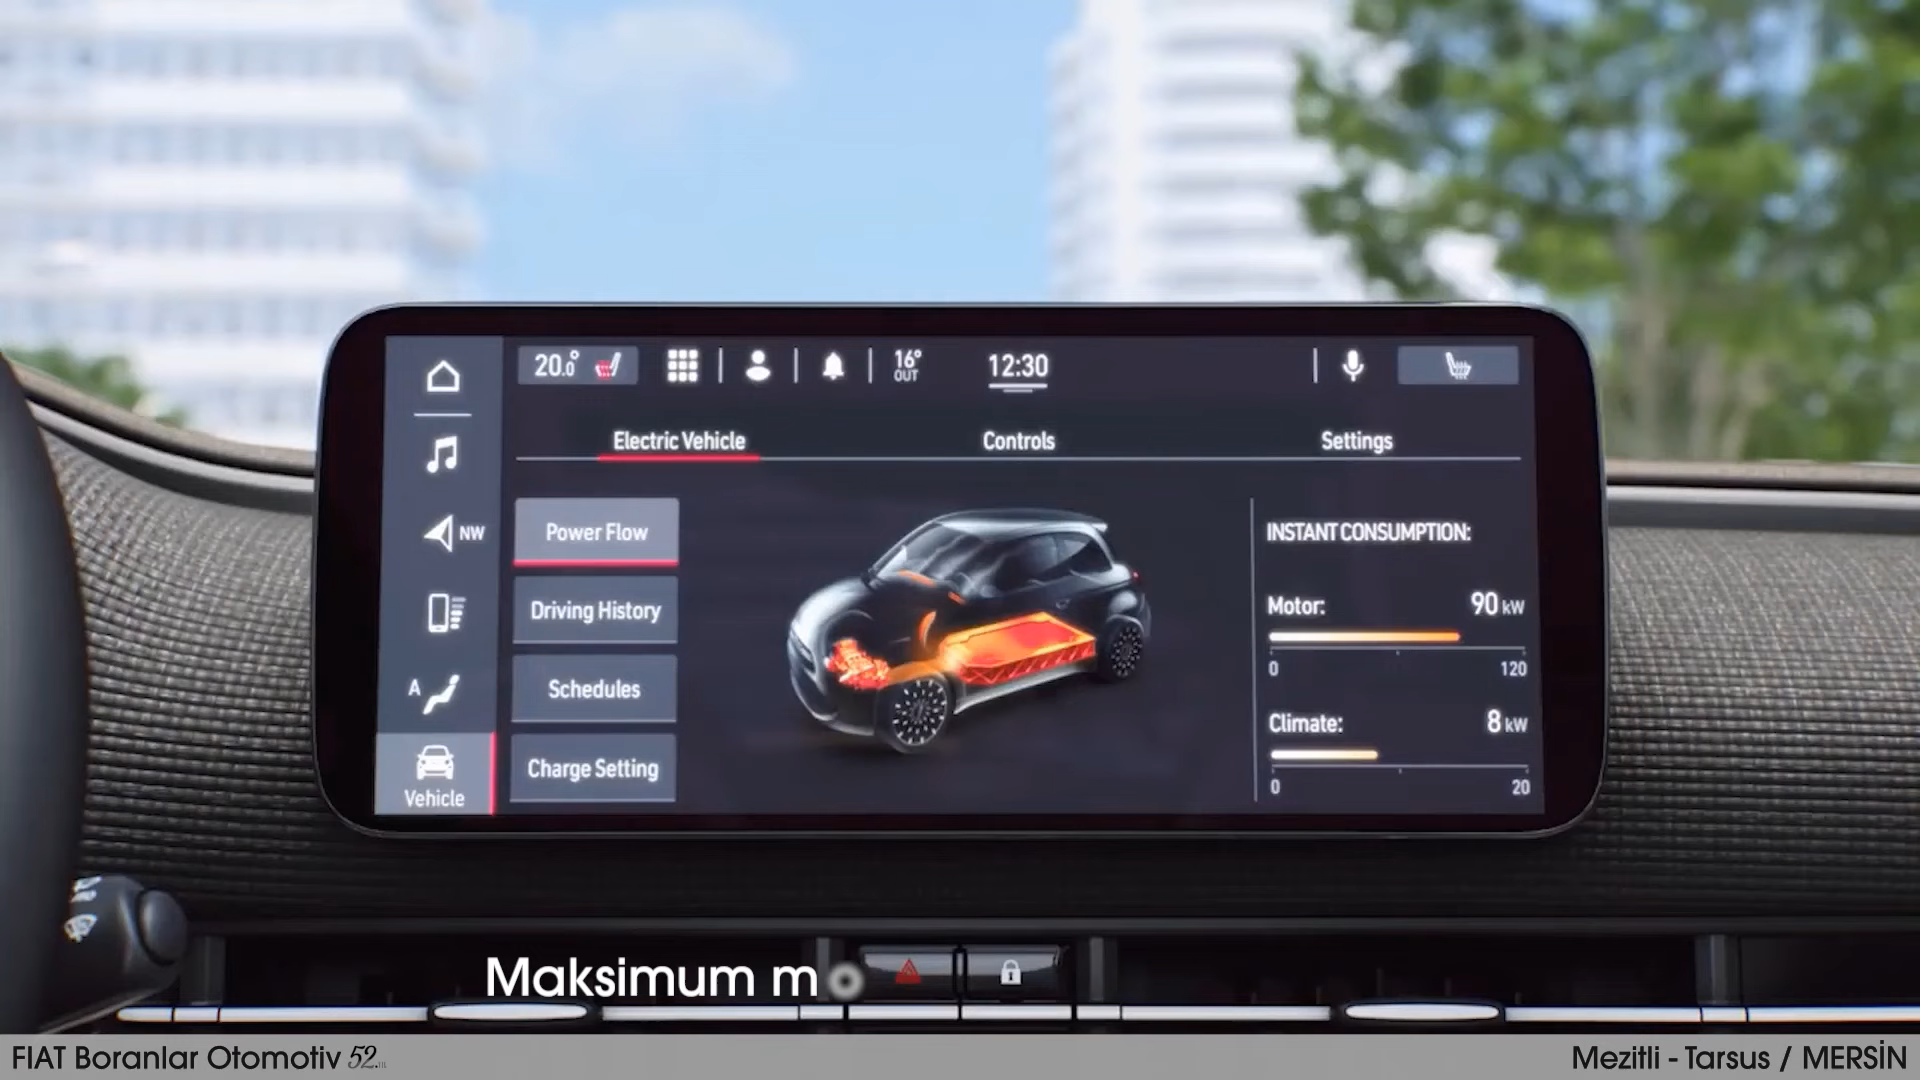 20.0°
16°
OUT
12:30
Electric Vehicle
Controls
Settings
NW
A
Vehicle
Power Flow
Driving History
Schedules
Charge Setting
INSTANT CONSUMPTION:
Motor: 90 kW
0 120
Climate: 8 kW
0 20
Maksimum m
FIAT Boranlar Otomotiv 52.
Mezitli - Tarsus / MERSİN